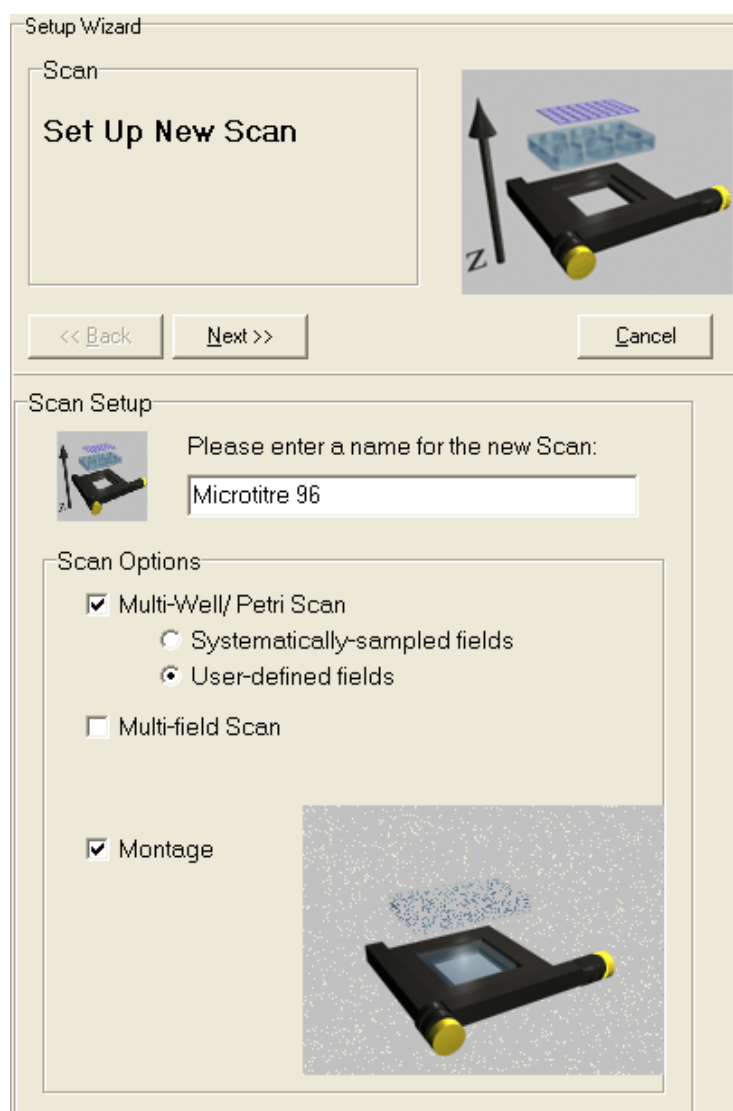 Setup Wizard
Scan
Set Up New Scan
Z
<< Back
Next >>
Cancel
Scan Setup
Z
Please enter a name for the new Scan:
Microtitre 96
Scan Options
Multi-Well/ Petri Scan
Systematically-sampled fields
User-defined fields
Multi-field Scan
Montage